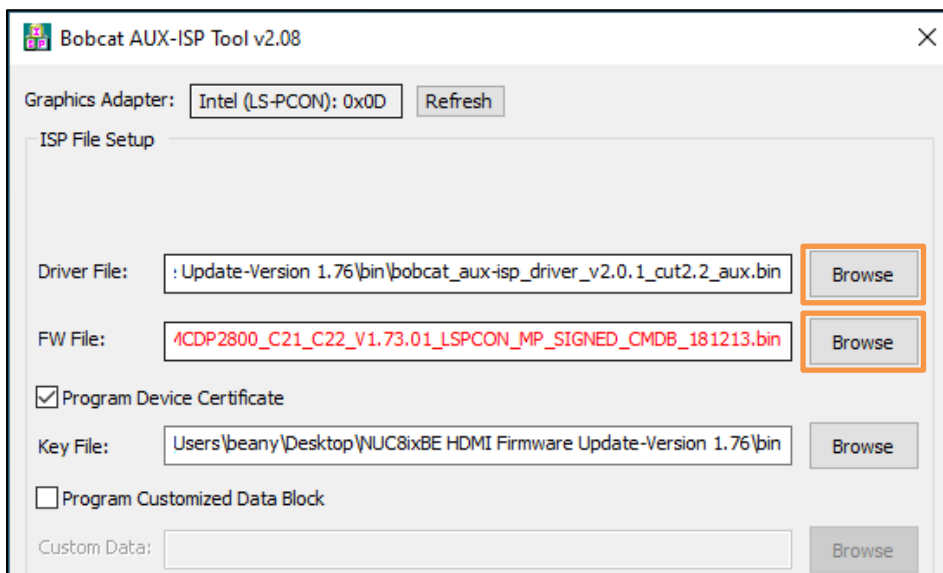 Bobcat AUX-ISP Tool v2.08
Graphics Adapter: Intel (LS-PCON): 0x0D Refresh
ISP File Setup
Driver File: : Update-Version 1.76\bin\bobcat_aux-isp_driver_v2.0.1_cut2.2_aux.bin Browse
FW File: MCDP2800_C21_C22_V1.73.01_LSPCON_MP_SIGNED_CMDB_181213.bin Browse
Program Device Certificate
Key File: Users\beany\Desktop\NUC8ixBE HDMI Firmware Update-Version 1.76\bin Browse
Program Customized Data Block
Custom Data: Browse